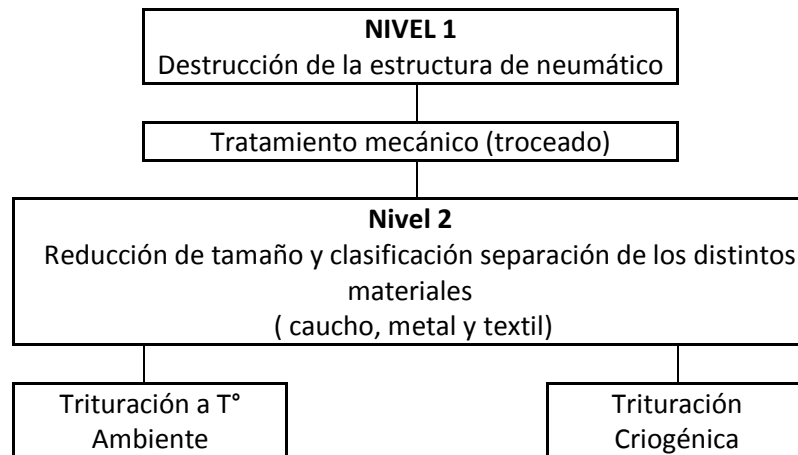 NIVEL 1
Destrucción de la estructura de neumático
Tratamiento mecánico (troceado)
Nivel 2
Reducción de tamaño y clasificación separación de los distintos
materiales
( caucho, metal y textil)
Trituración a T°
Ambiente
Trituración
Criogénica